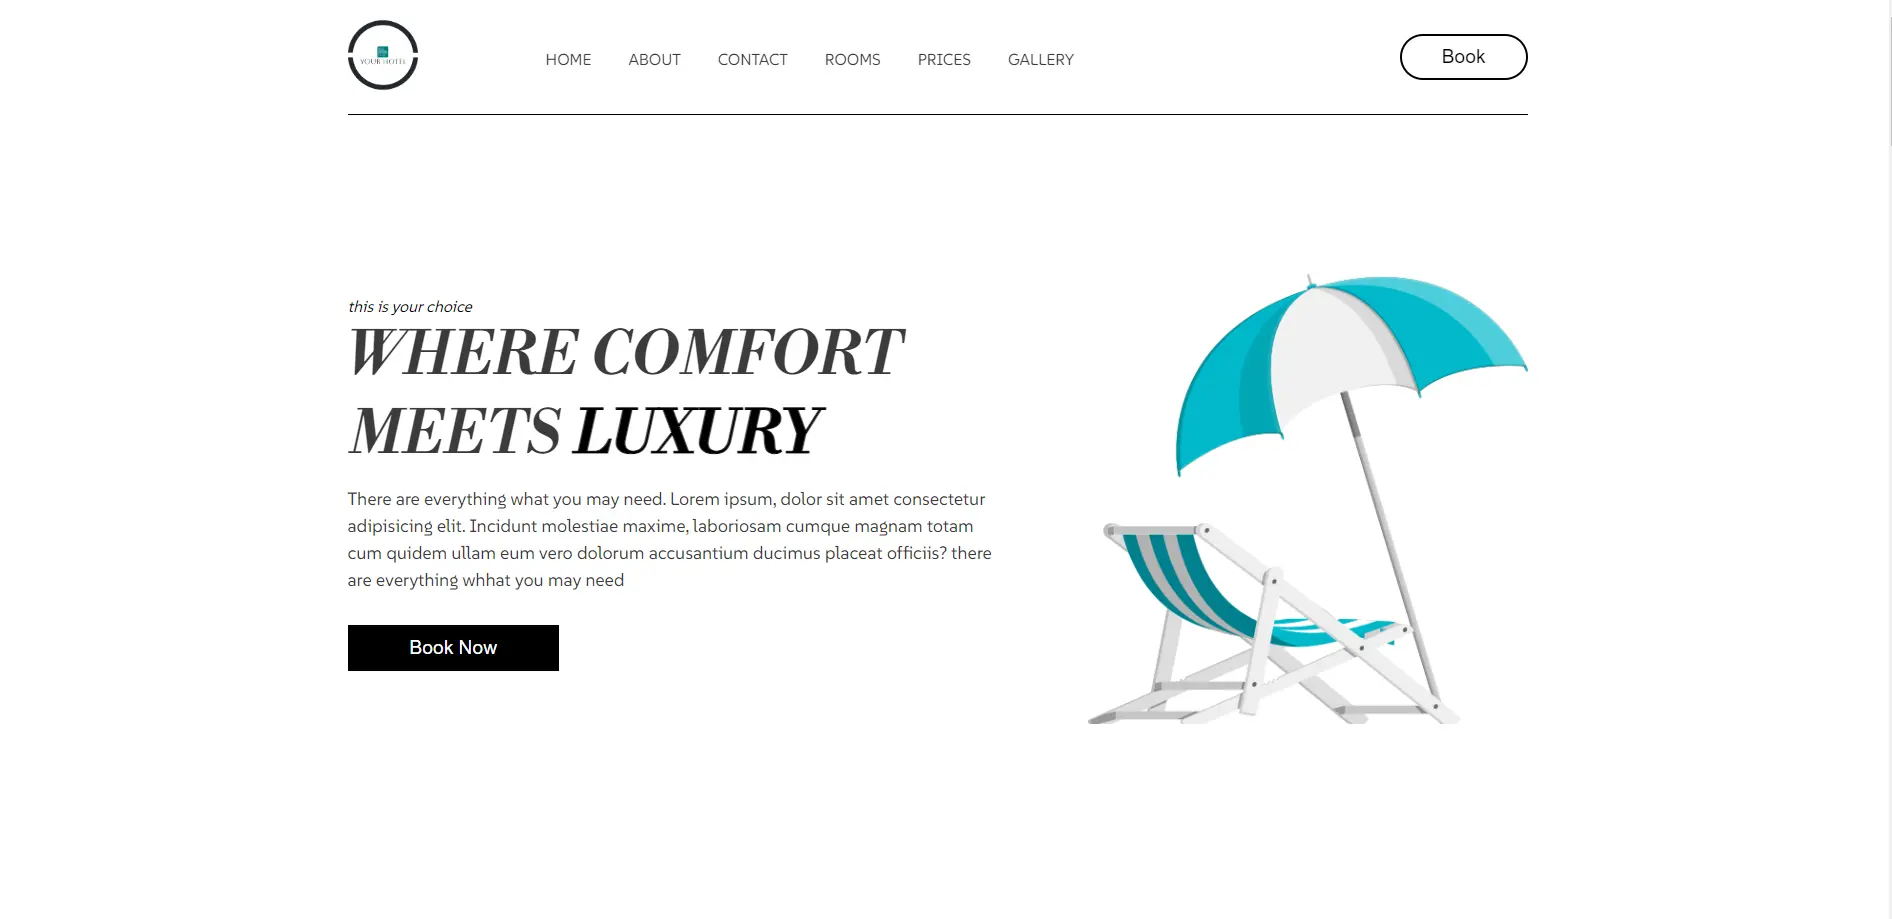 YOUR HOTEL
HOME ABOUT CONTACT ROOMS PRICES GALLERY
Book
this is your choice
WHERE COMFORT
MEETS LUXURY
There are everything what you may need. Lorem ipsum, dolor sit amet consectetur
adipisicing elit. Incidunt molestiae maxime, laboriosam cumque magnam totam
cum quidem ullam eum vero dolorum accusantium ducimus placeat officiis? there
are everything whhat you may need
Book Now